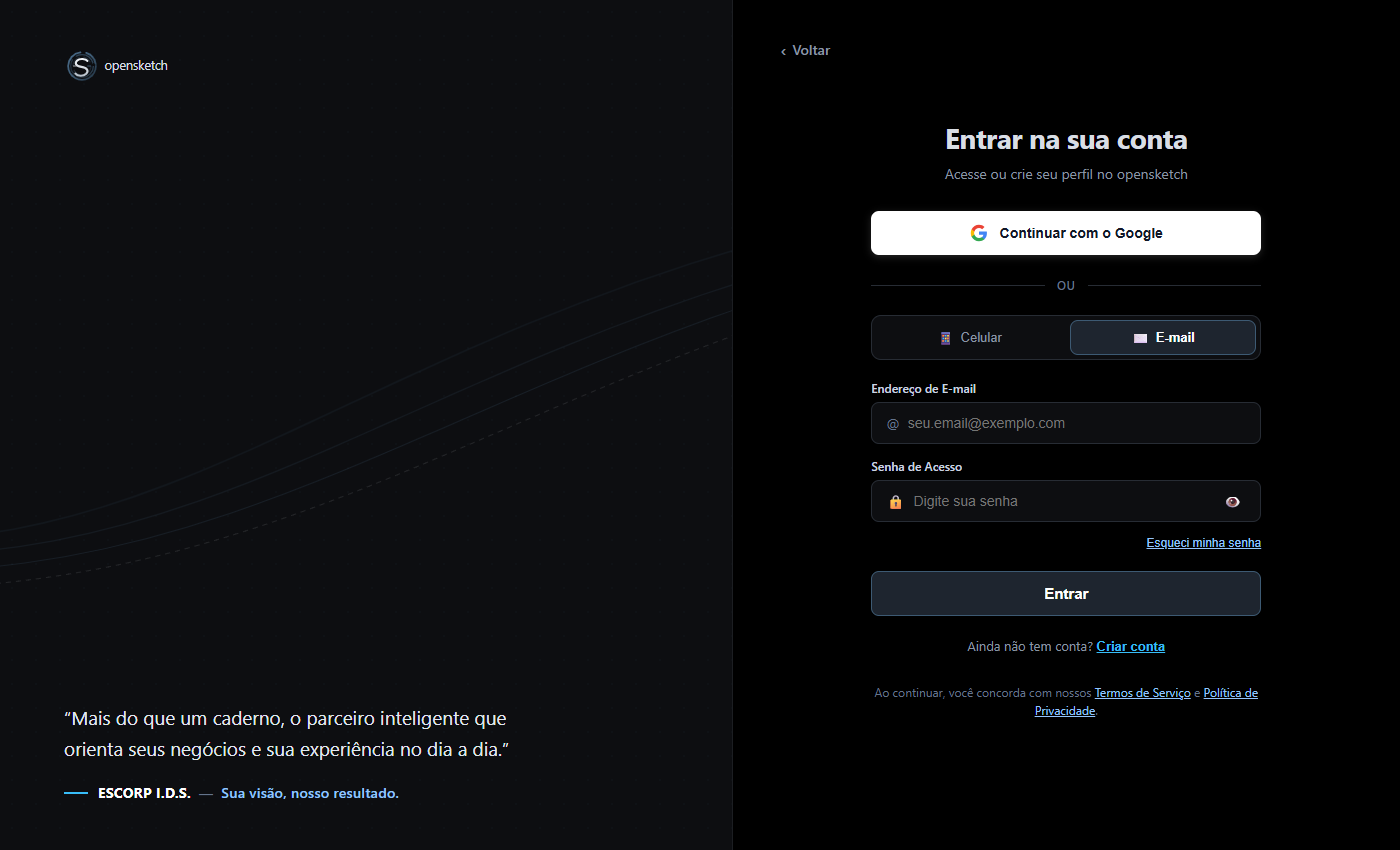 opensketch
“Mais do que um caderno, o parceiro inteligente que
orienta seus negócios e sua experiência no dia a dia.”
ESCORP I.D.S. — Sua visão, nosso resultado.
‹ Voltar
Entrar na sua conta
Acesse ou crie seu perfil no opensketch
Continuar com o Google
OU
Celular
E-mail
Endereço de E-mail
@ seu.email@exemplo.com
Senha de Acesso
Digite sua senha
Esqueci minha senha
Entrar
Ainda não tem conta? Criar conta
Ao continuar, você concorda com nossos Termos de Serviço e Política de
Privacidade.